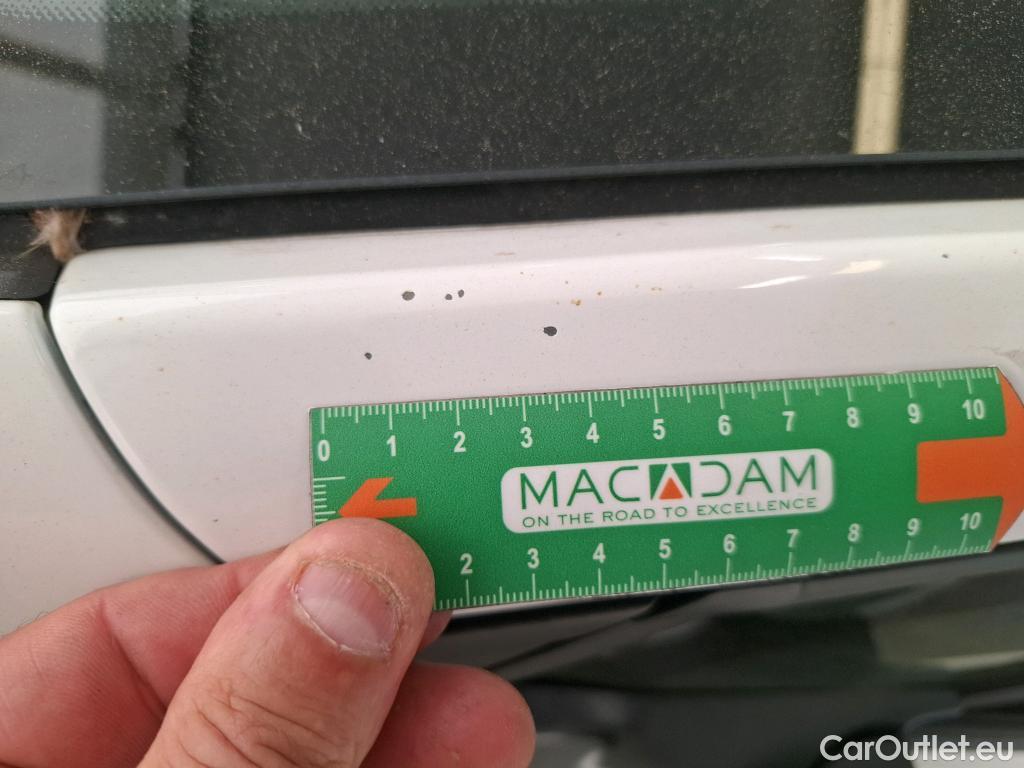 0 1 2 3 4 5 6 7 8 9 10
MACADAM
ON THE ROAD TO EXCELLENCE
2 3 4 5 6 7 8 9 10
CarOutlet.eu